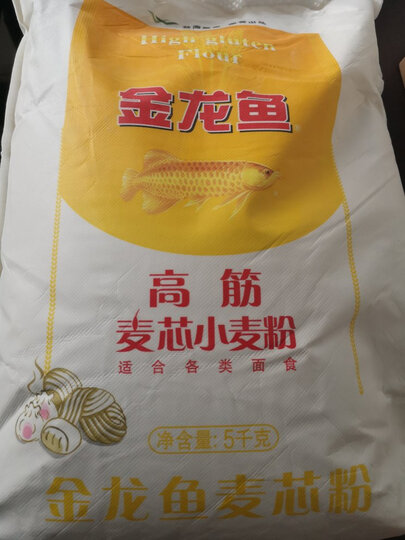 High gluten
Flour
金龙鱼
高筋
麦芯小麦粉
适合各类面食
净含量:5千克
金龙鱼麦芯粉